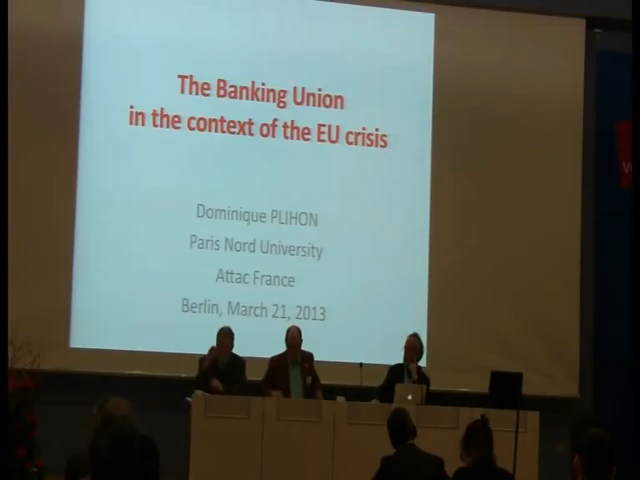 The Banking Union
in the context of the EU crisis
Dominique PLIHON
Paris Nord University
Attac France
Berlin, March 21, 2013